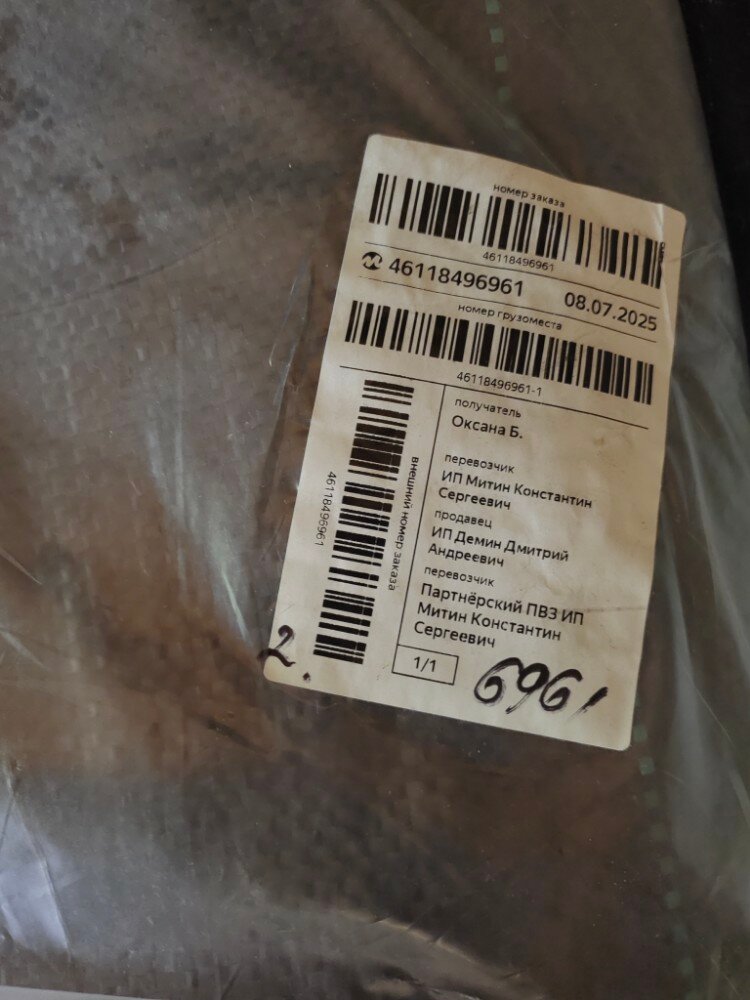 номер заказа
46118496961
46118496961 08.07.2025
номер грузоместа
46118496961-1
внешний номер заказа
46118496961
получатель
Оксана Б.
перевозчик
ИП Митин Константин
Сергеевич
продавец
ИП Демин Дмитрий
Андреевич
перевозчик
Партнёрский ПВЗ ИП
Митин Константин
Сергеевич
1/1
2.
6961